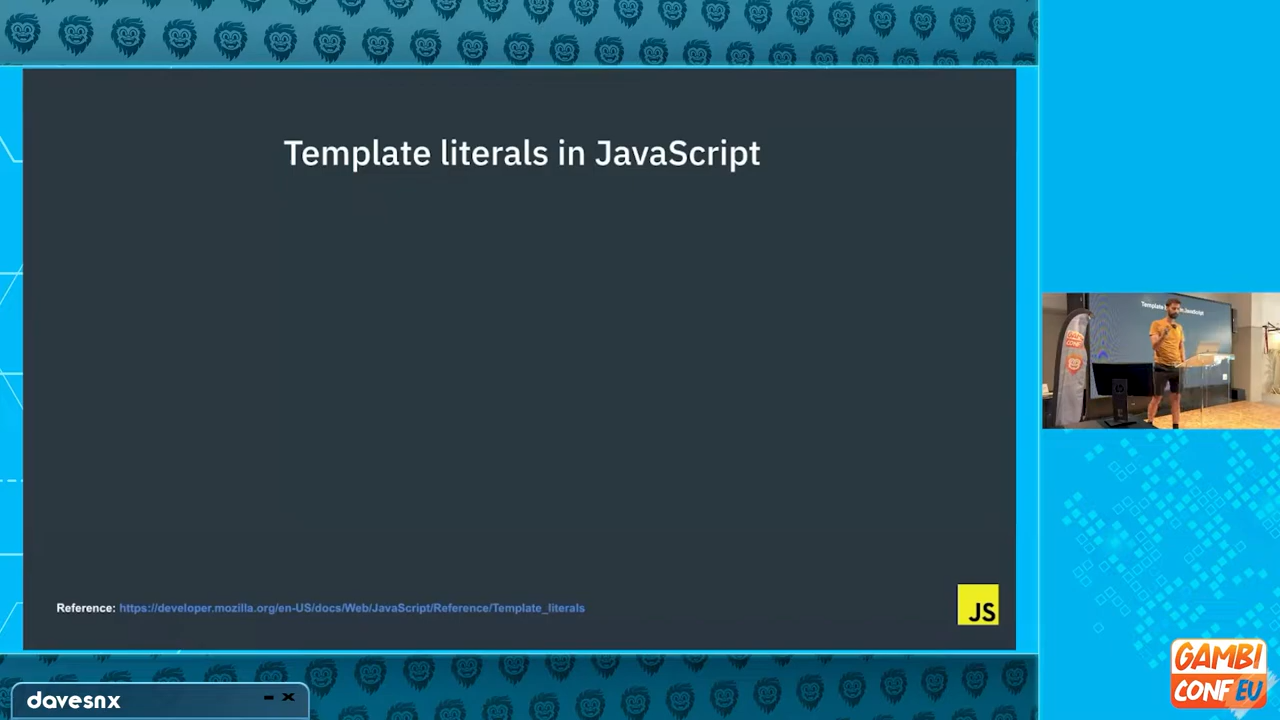 Template literals in JavaScript
Reference: https://developer.mozilla.org/en-US/docs/Web/JavaScript/Reference/Template_literals
JS
davesnx
GAMBI
CONF EU